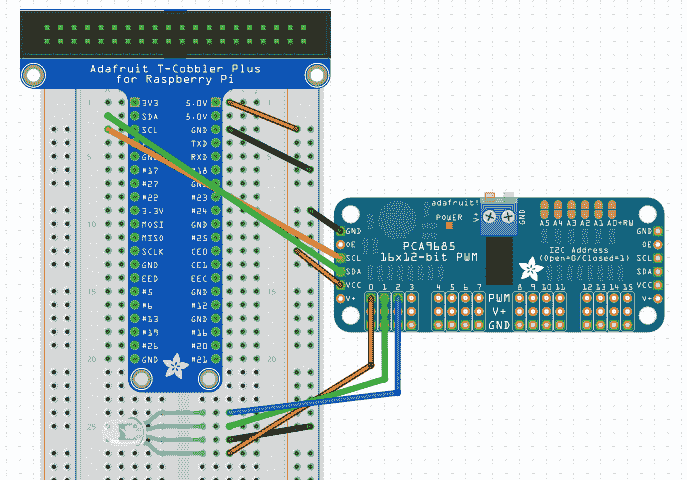 Adafruit T-Cobbler Plus
for Raspberry Pi
1
3V3 5.0V
SDA 5.0V
SCL GND
TXD
5 GND RXD 5
#17 #18
#27 GND
#22 #23
3.3V #24
10 MOSI GND
MISO #25
SCLK CE0
GND CE1
EED EEC
15 #5 GND 15
#6 #12
#13 GND
#19 #16
#26 #20
20 GND #21 20
25
adafruit!
POWER
GND
A5 A4 A3 A2 A1 A0+RW
PCA9685
16x12-bit PWM
I2C Address
(Open=0/Closed=1)
GND GND
OE OE
SCL SCL
SDA SDA
VCC VCC
V+ V+
0 1 2 3 4 5 6 7 PWM 8 9 10 11 12 13 14 15
V+
GND